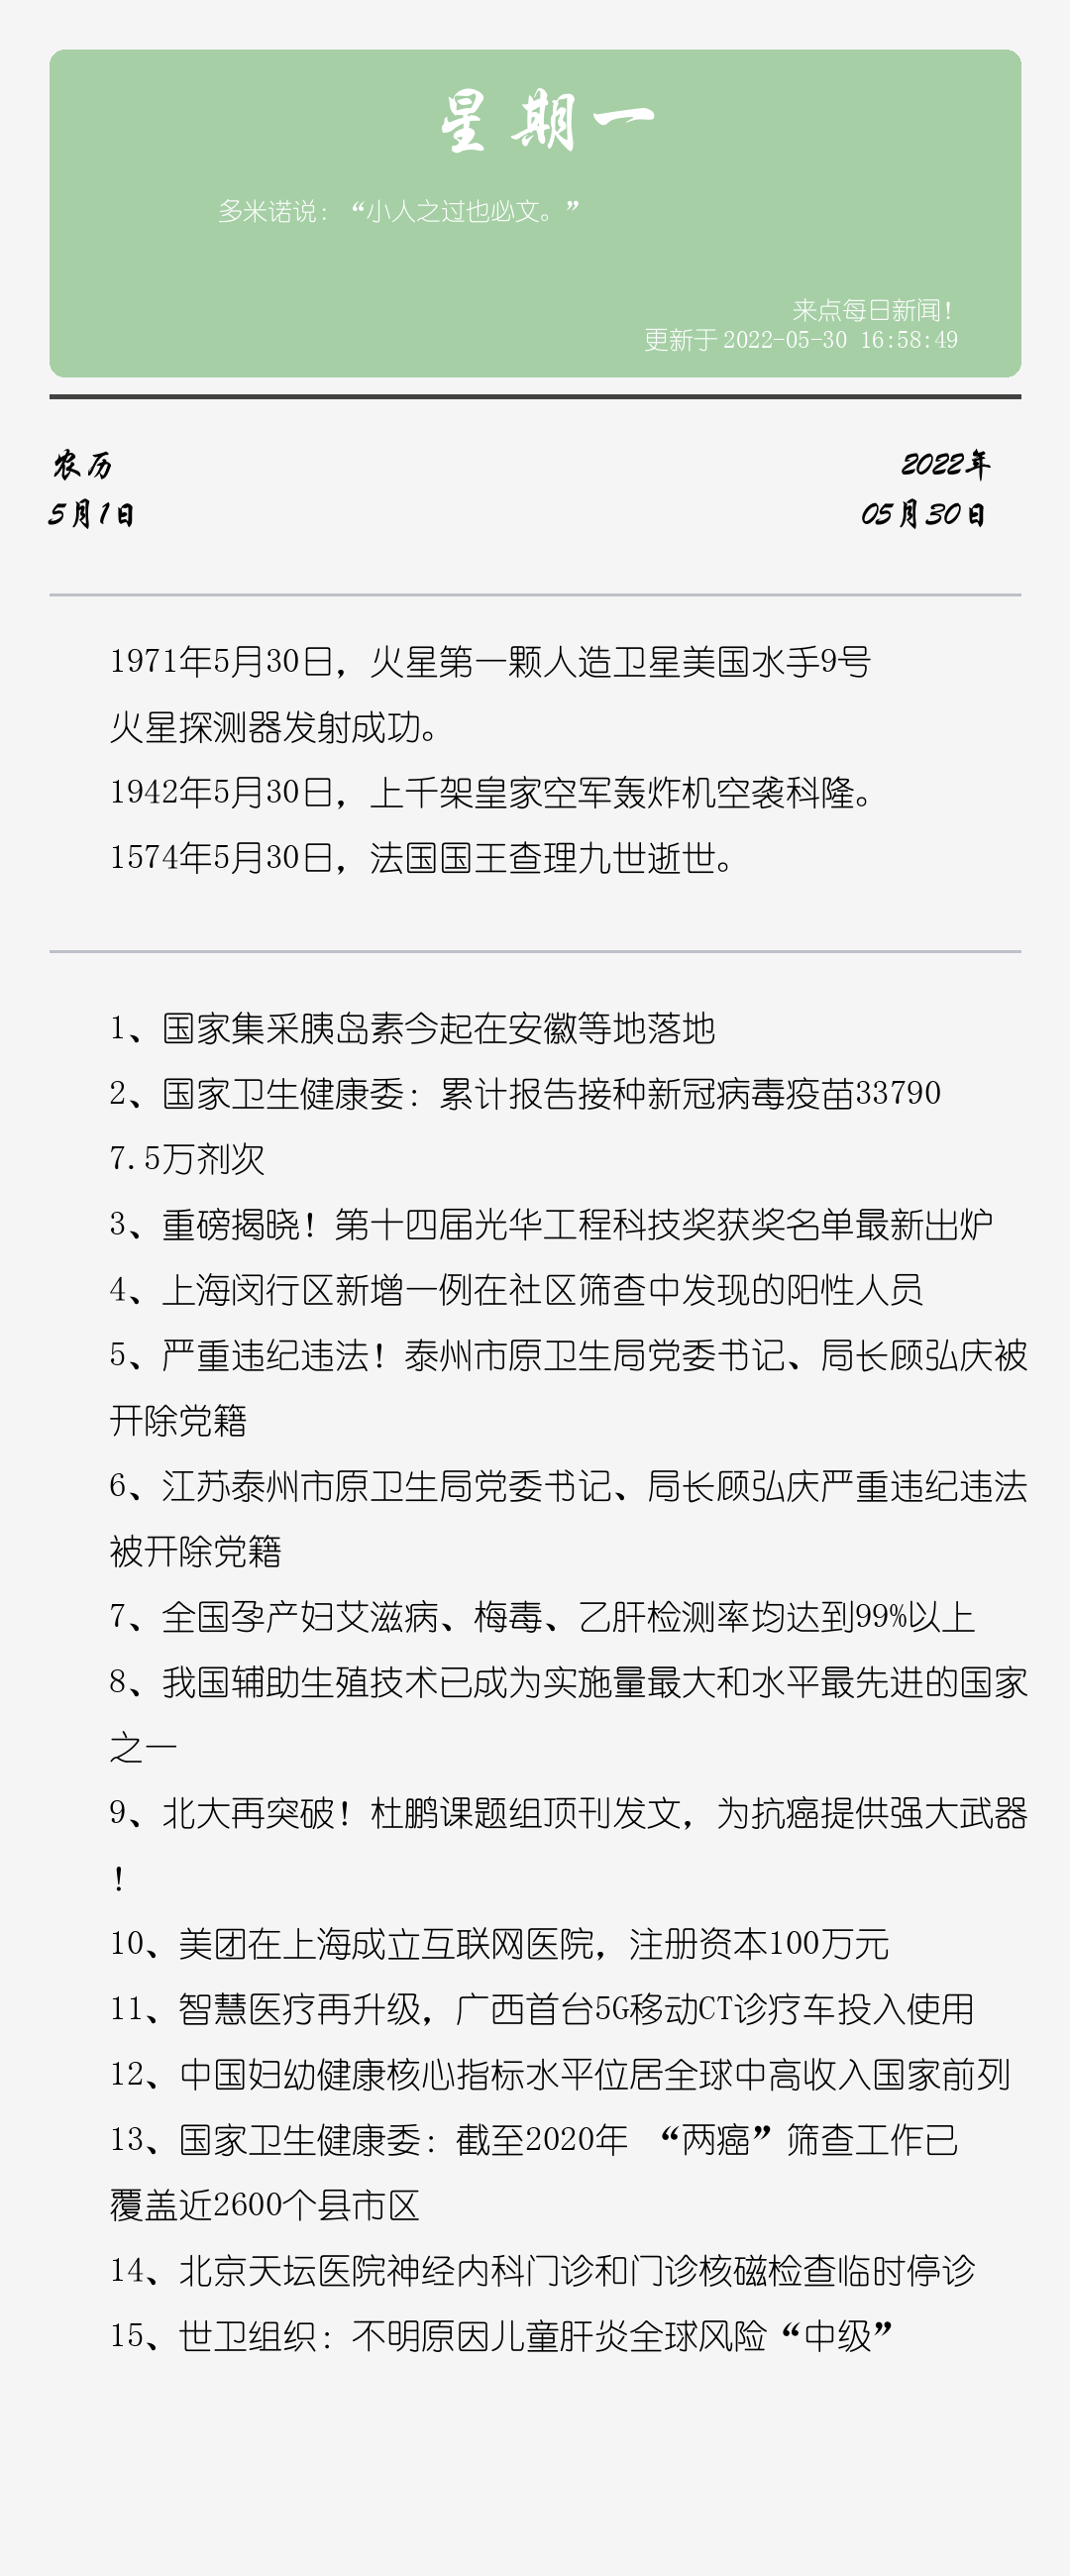 星期一
多米诺说：“小人之过也必文。”
来点每日新闻！
更新于 2022-05-30 16:58:49
农历
5月1日
2022年
05月30日
1971年5月30日，火星第一颗人造卫星美国水手9号
火星探测器发射成功。
1942年5月30日，上千架皇家空军轰炸机空袭科隆。
1574年5月30日，法国国王查理九世逝世。
1、国家集采胰岛素今起在安徽等地落地
2、国家卫生健康委：累计报告接种新冠病毒疫苗33790
7.5万剂次
3、重磅揭晓！第十四届光华工程科技奖获奖名单最新出炉
4、上海闵行区新增一例在社区筛查中发现的阳性人员
5、严重违纪违法！泰州市原卫生局党委书记、局长顾弘庆被
开除党籍
6、江苏泰州市原卫生局党委书记、局长顾弘庆严重违纪违法
被开除党籍
7、全国孕产妇艾滋病、梅毒、乙肝检测率均达到99%以上
8、我国辅助生殖技术已成为实施量最大和水平最先进的国家
之一
9、北大再突破！杜鹏课题组顶刊发文，为抗癌提供强大武器
！
10、美团在上海成立互联网医院，注册资本100万元
11、智慧医疗再升级，广西首台5G移动CT诊疗车投入使用
12、中国妇幼健康核心指标水平位居全球中高收入国家前列
13、国家卫生健康委：截至2020年 “两癌”筛查工作已
覆盖近2600个县市区
14、北京天坛医院神经内科门诊和门诊核磁检查临时停诊
15、世卫组织：不明原因儿童肝炎全球风险“中级”